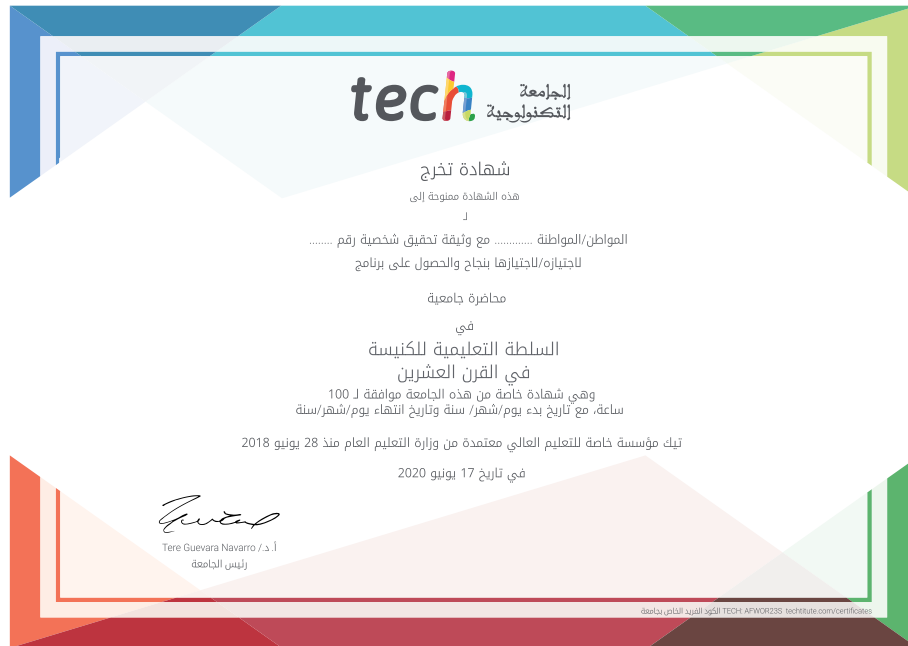 tech الجامعة
التكنولوجية
شهادة تخرج
هذه الشهادة ممنوحة إلى
لـ
المواطن/المواطنة ............. مع وثيقة تحقيق شخصية رقم ........
لاجتيازه/لاجتيازها بنجاح والحصول على برنامج
محاضرة جامعية
في
السلطة التعليمية للكنيسة
في القرن العشرين
وهي شهادة خاصة من هذه الجامعة موافقة لـ 100
ساعة، مع تاريخ بدء يوم/شهر/ سنة وتاريخ انتهاء يوم/شهر/سنة
تيك مؤسسة خاصة للتعليم العالي معتمدة من وزارة التعليم العام منذ 28 يونيو 2018
في تاريخ 17 يونيو 2020
أ. د./ Tere Guevara Navarro
رئيس الجامعة
الكود الفريد الخاص بجامعة TECH: AFWOR23S techtitute.com/certificates